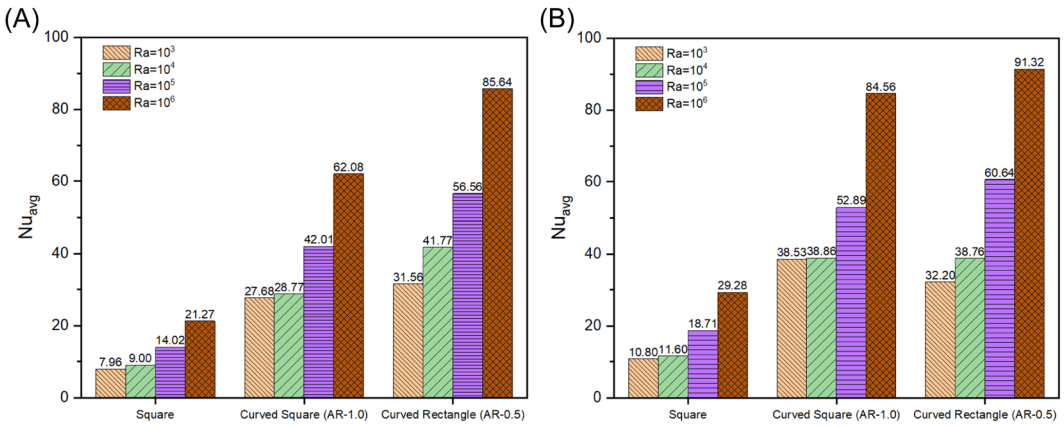 (A)
Ra=10³
Ra=10⁴
Ra=10⁵
Ra=10⁶
Nu_avg
100
80
60
40
20
0
7.96
9.00
14.02
21.27
27.68
28.77
42.01
62.08
31.56
41.77
56.56
85.64
Square
Curved Square (AR-1.0)
Curved Rectangle (AR-0.5)
(B)
Ra=10³
Ra=10⁴
Ra=10⁵
Ra=10⁶
Nu_avg
100
80
60
40
20
0
10.80
11.60
18.71
29.28
38.53
38.86
52.89
84.56
32.20
38.76
60.64
91.32
Square
Curved Square (AR-1.0)
Curved Rectangle (AR-0.5)